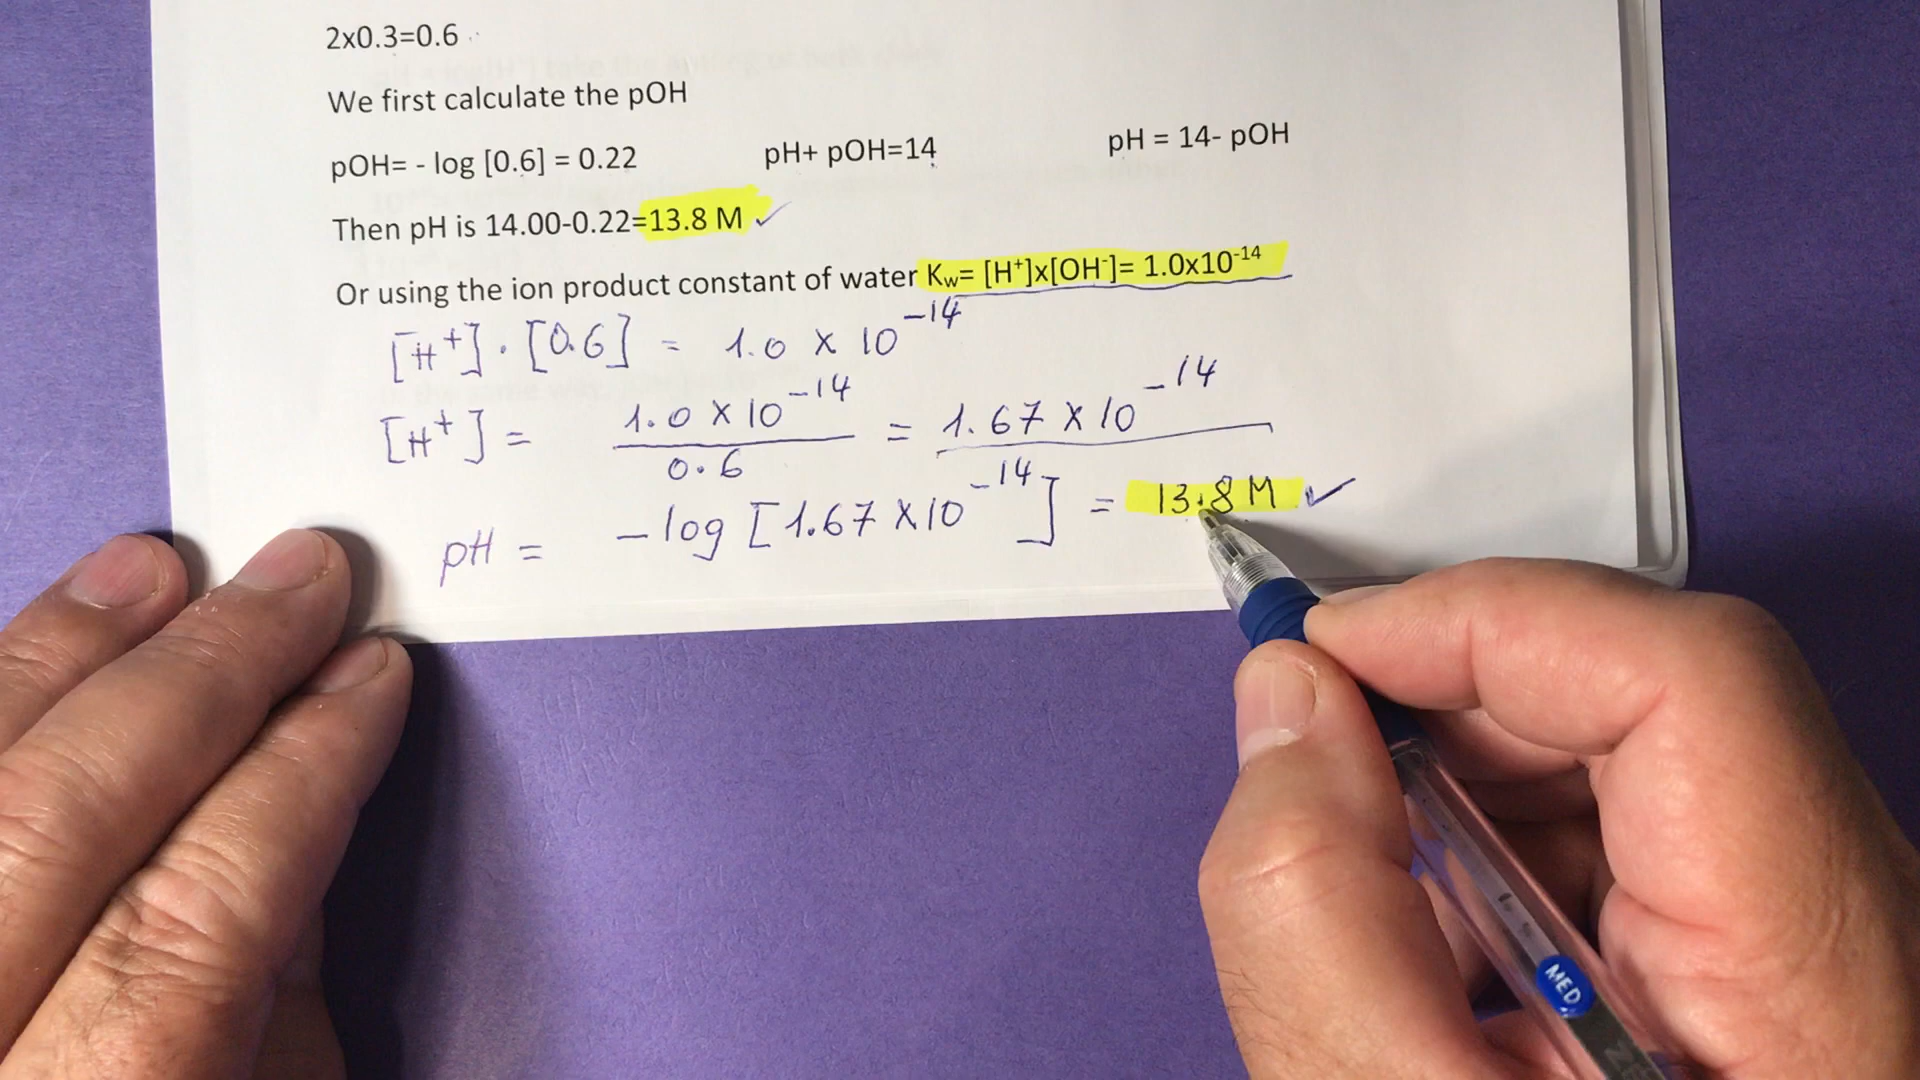 2x0.3=0.6
We first calculate the pOH
pOH= - log [0.6] = 0.22 pH+ pOH=14 pH = 14- pOH
Then pH is 14.00-0.22=13.8 M ✓
Or using the ion product constant of water Kw= [H⁺]x[OH⁻]= 1.0x10⁻¹⁴
[H⁺] · [0.6] = 1.0 × 10⁻¹⁴
[H⁺] = 1.0 × 10⁻¹⁴ / 0.6 = 1.67 × 10⁻¹⁴
pH = -log [1.67 × 10⁻¹⁴] = 13.8 M ✓
MED